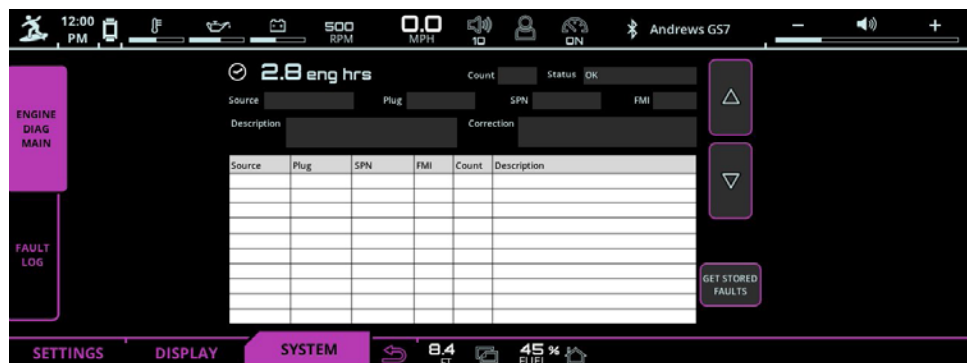 12:00
PM
500
RPM
0.0
MPH
10
ON
Andrews GS7
−
+
2.8 eng hrs
Count
Status OK
Source
Plug
SPN
FMI
Description
Correction
ENGINE
DIAG
MAIN
Source Plug SPN FMI Count Description
FAULT
LOG
GET STORED
FAULTS
SETTINGS
DISPLAY
SYSTEM
8.4
FT
45 %
FUEL